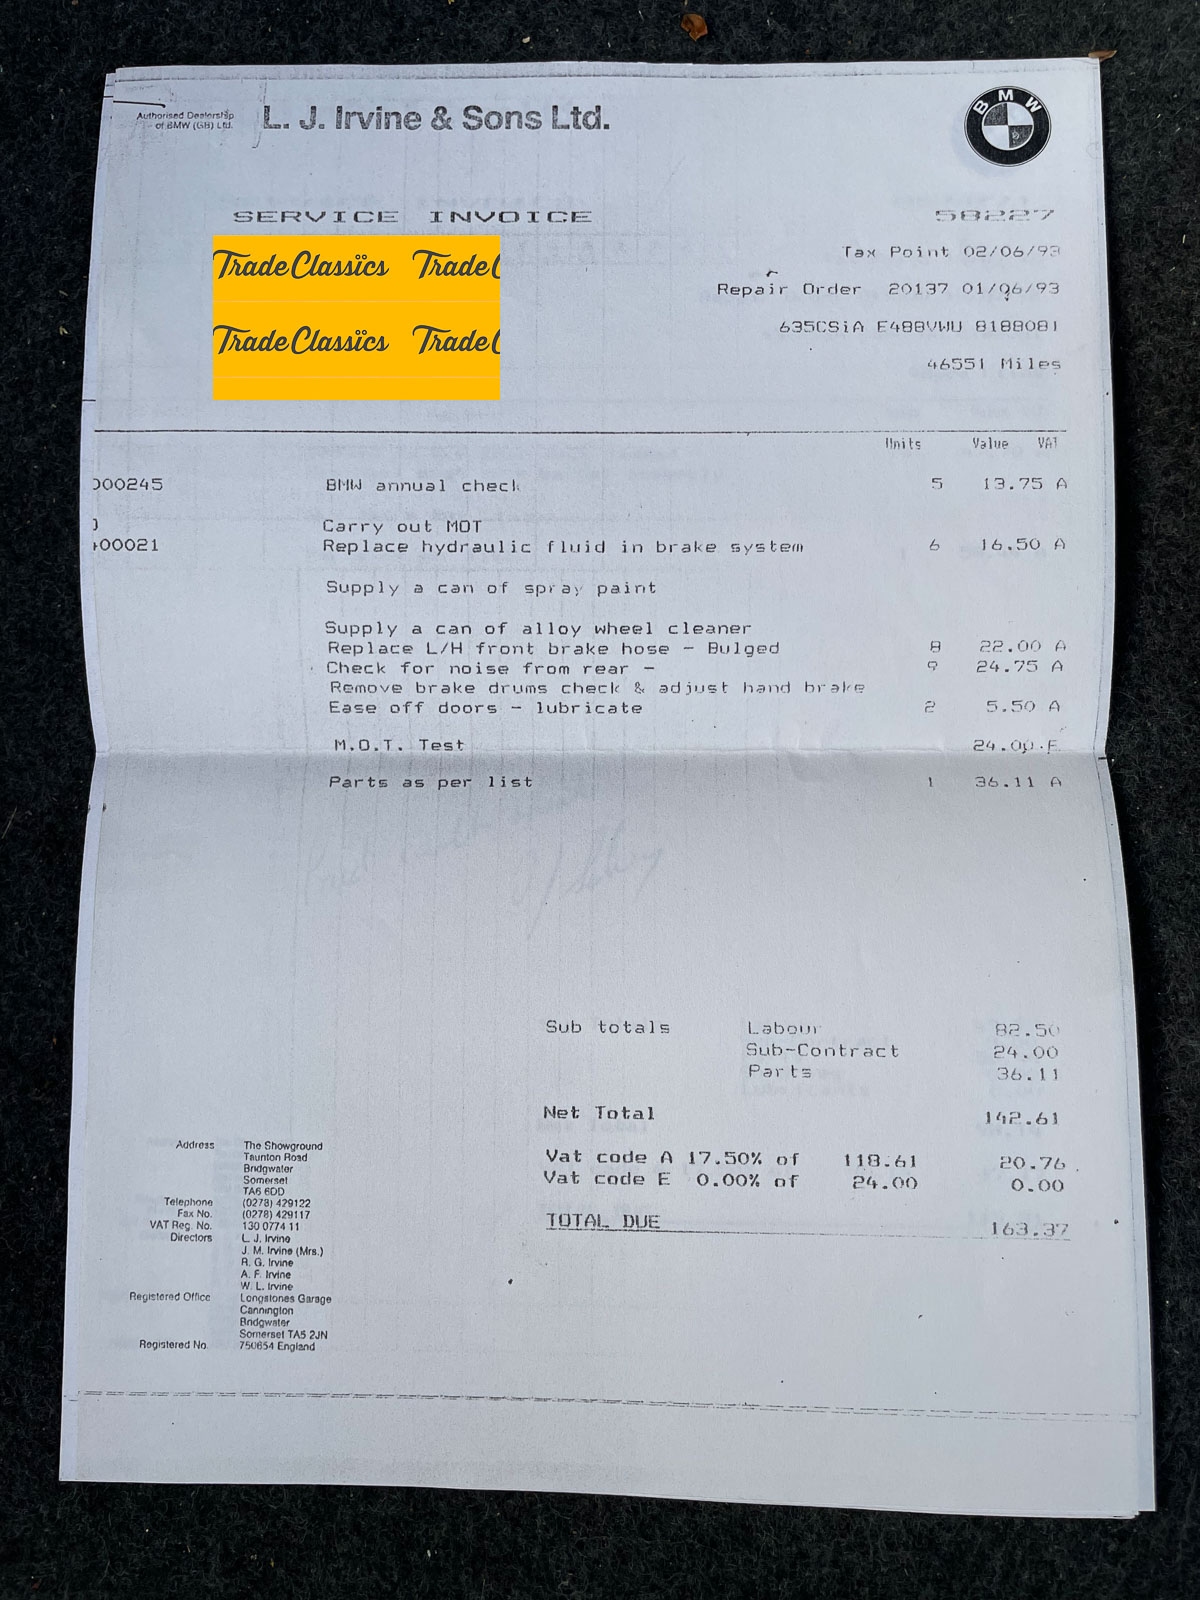 Authorised Dealership
of BMW (GB) Ltd.
L. J. Irvine & Sons Ltd.
BMW
SERVICE INVOICE 58227
Trade Classics Trade C
Trade Classics Trade C
Tax Point 02/06/93
Repair Order 20137 01/06/93
635CSiA E488VWU 8188081
46551 Miles
Units Value VAT
000245 BMW annual check 5 13.75 A
Carry out MOT
400021 Replace hydraulic fluid in brake system 6 16.50 A
Supply a can of spray paint
Supply a can of alloy wheel cleaner
Replace L/H front brake hose - Bulged 8 22.00 A
Check for noise from rear - 9 24.75 A
Remove brake drums check & adjust hand brake
Ease off doors - lubricate 2 5.50 A
M.O.T. Test 24.00 E
Parts as per list 1 36.11 A
Sub totals Labour 82.50
Sub-Contract 24.00
Parts 36.11
Net Total 142.61
Vat code A 17.50% of 118.61 20.76
Vat code E 0.00% of 24.00 0.00
TOTAL DUE 163.37
Address The Showground
Taunton Road
Bridgwater
Somerset
TA6 6DD
Telephone (0278) 429122
Fax No. (0278) 429117
VAT Reg. No. 130 0774 11
Directors L. J. Irvine
J. M. Irvine (Mrs.)
R. G. Irvine
A. F. Irvine
W. L. Irvine
Registered Office Longstones Garage
Cannington
Bridgwater
Somerset TA5 2JN
Registered No. 750654 England